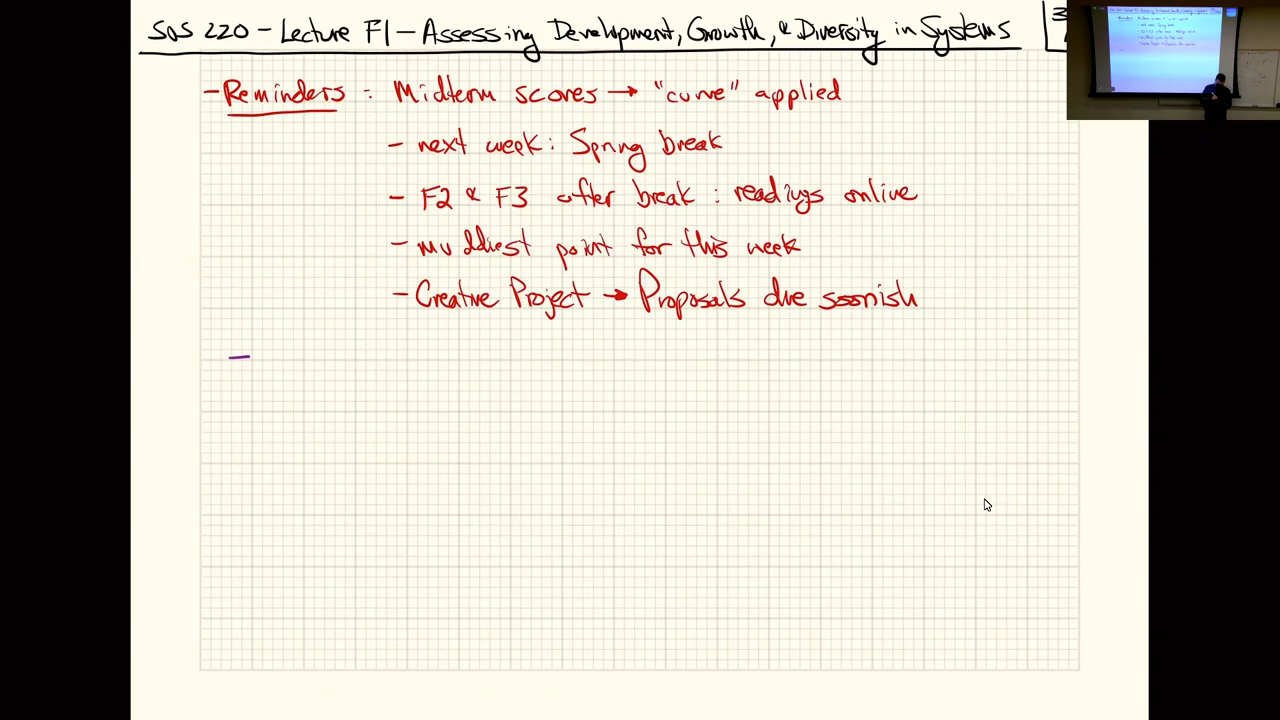 SOS 220 - Lecture F1 - Assessing Development, Growth, & Diversity in Systems
- Reminders : Midterm scores → "curve" applied
- next week : Spring break
- F2 & F3 after break : readings online
- muddiest point for this week
- Creative Project → Proposals due soonish